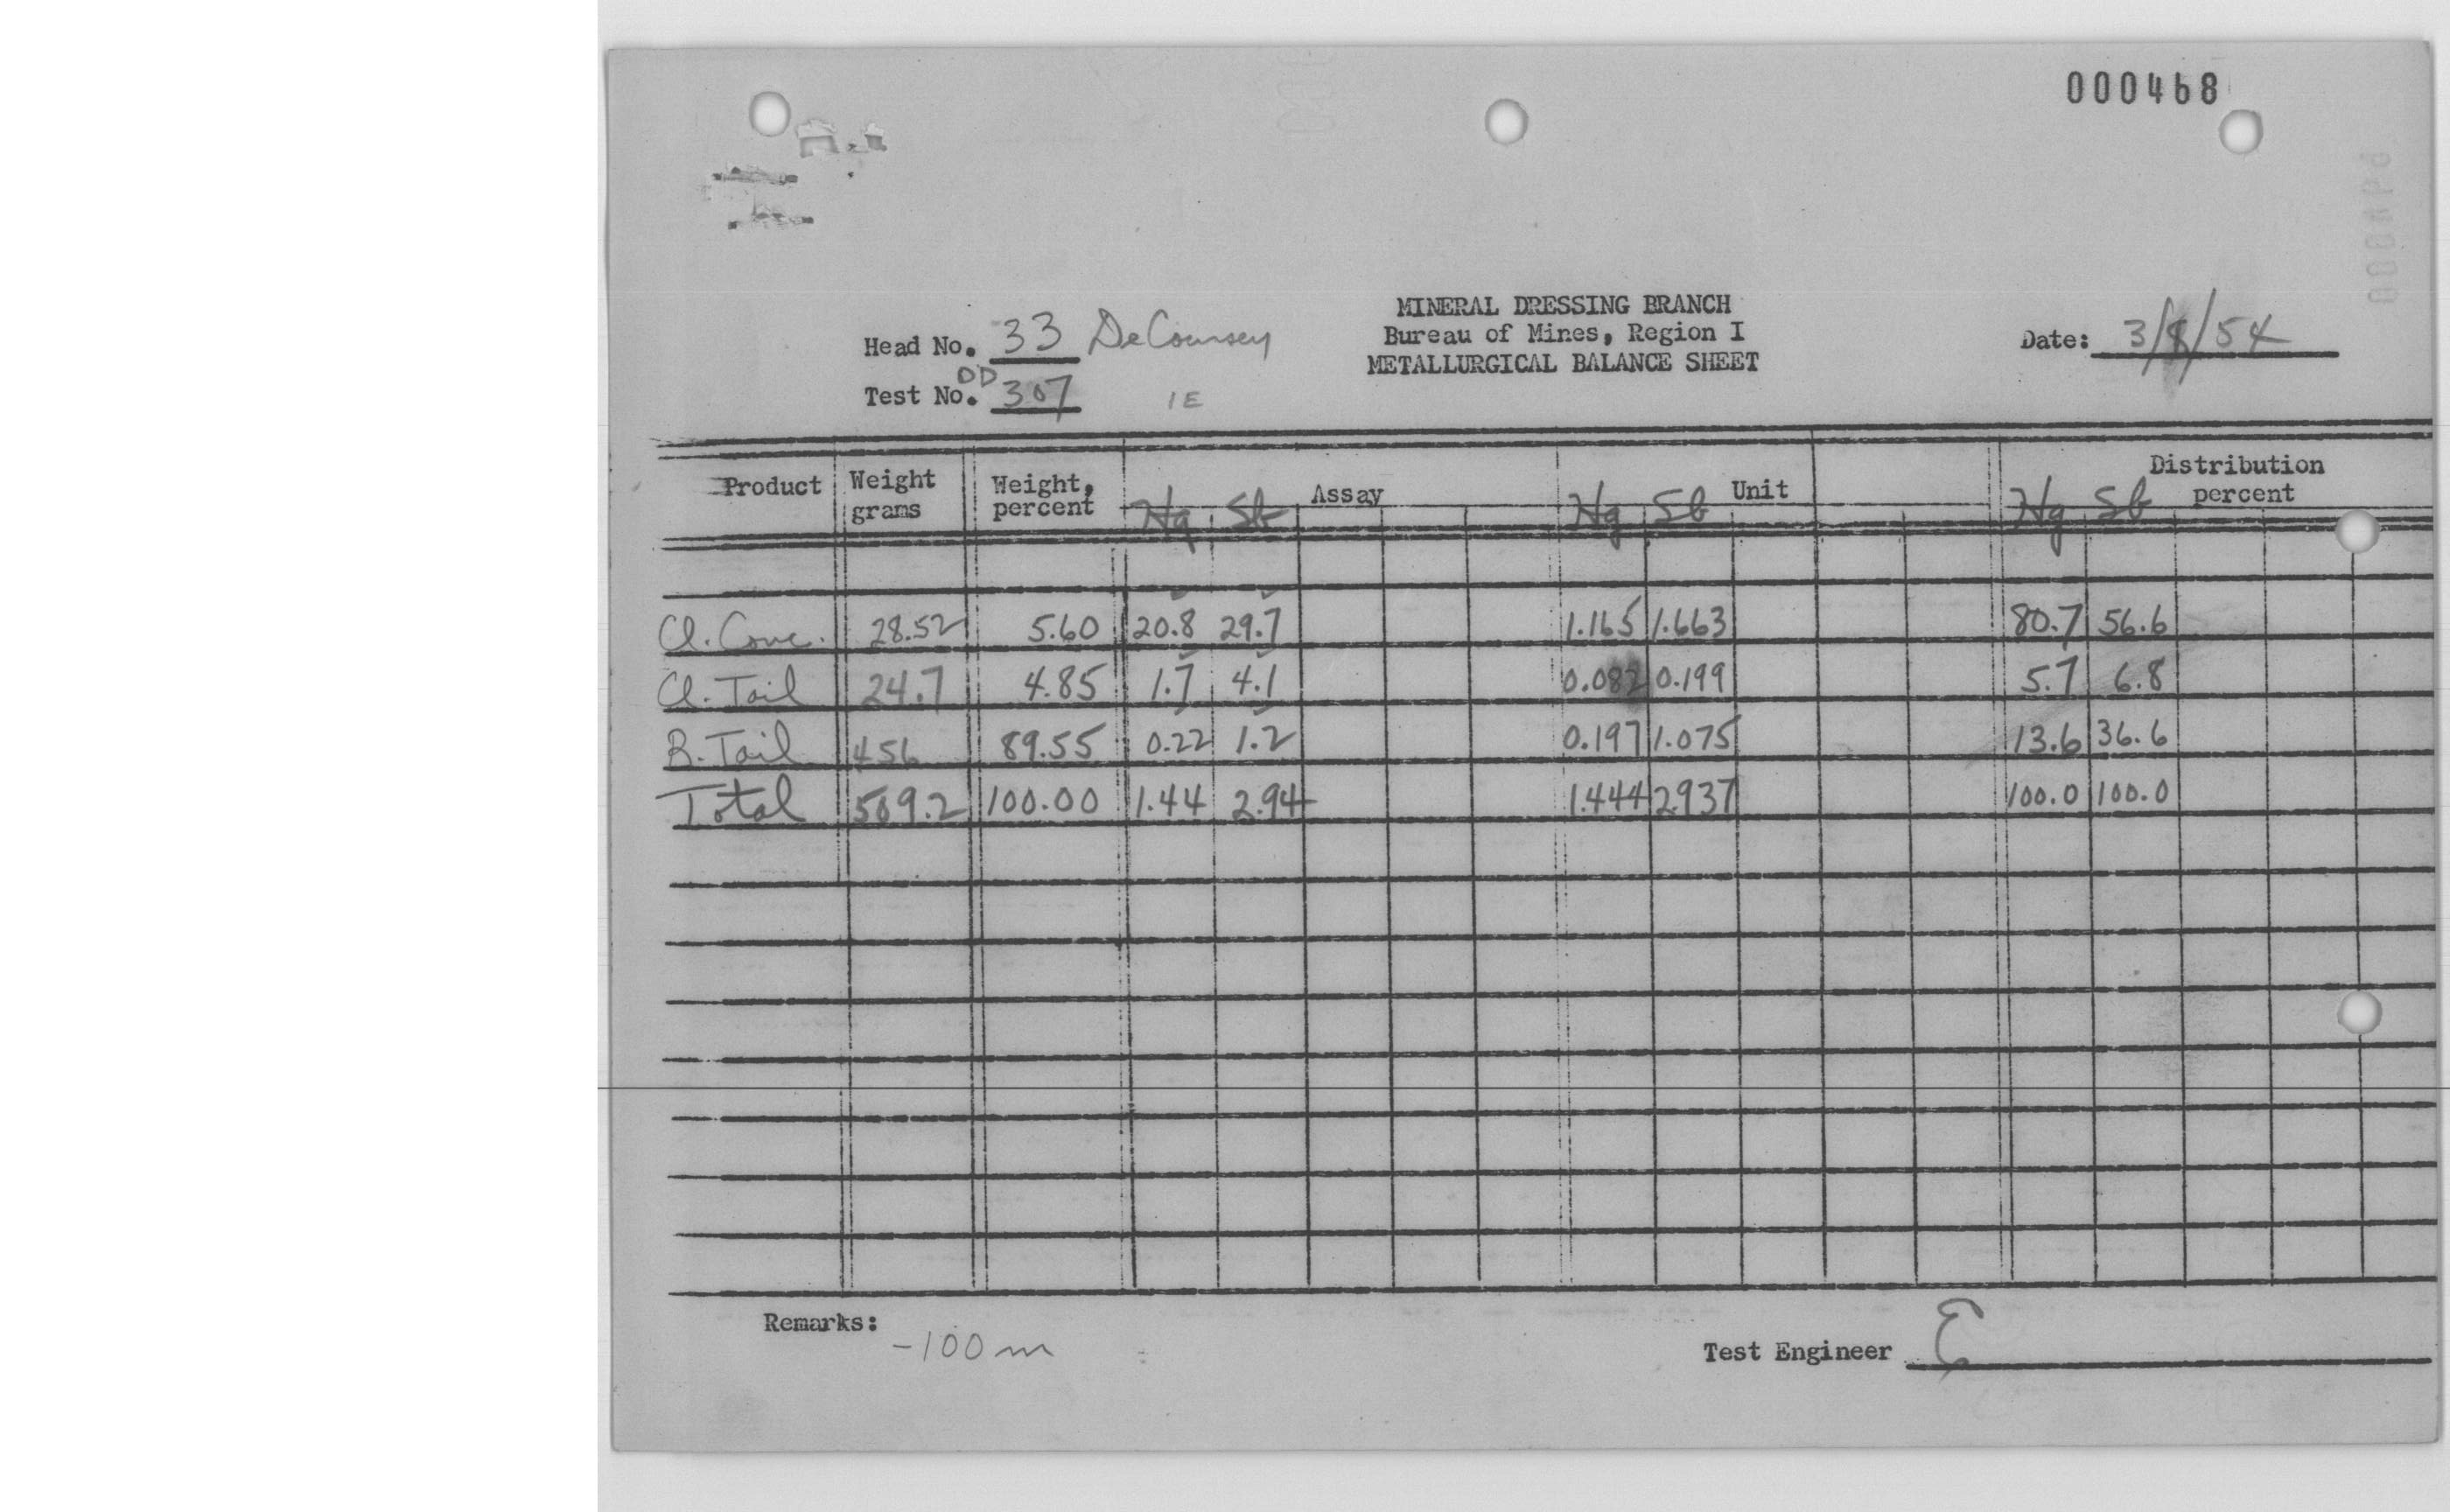 000468
MINERAL DRESSING BRANCH
Head No. 33 DeCoursey Bureau of Mines, Region I Date: 3/8/54
METALLURGICAL BALANCE SHEET
Test No. DD 307 1E
Product Weight grams Weight, percent Assay Unit Distribution percent
Hg Sb Hg Sb Hg Sb
Cl. Conc. 28.52 5.60 20.8 29.7 1.165 1.663 80.7 56.6
Cl. Tail 24.7 4.85 1.7 4.1 0.082 0.199 5.7 6.8
R. Tail 456 89.55 0.22 1.2 0.197 1.075 13.6 36.6
Total 509.2 100.00 1.44 2.94 1.444 2.937 100.0 100.0
Remarks:
-100m
Test Engineer E